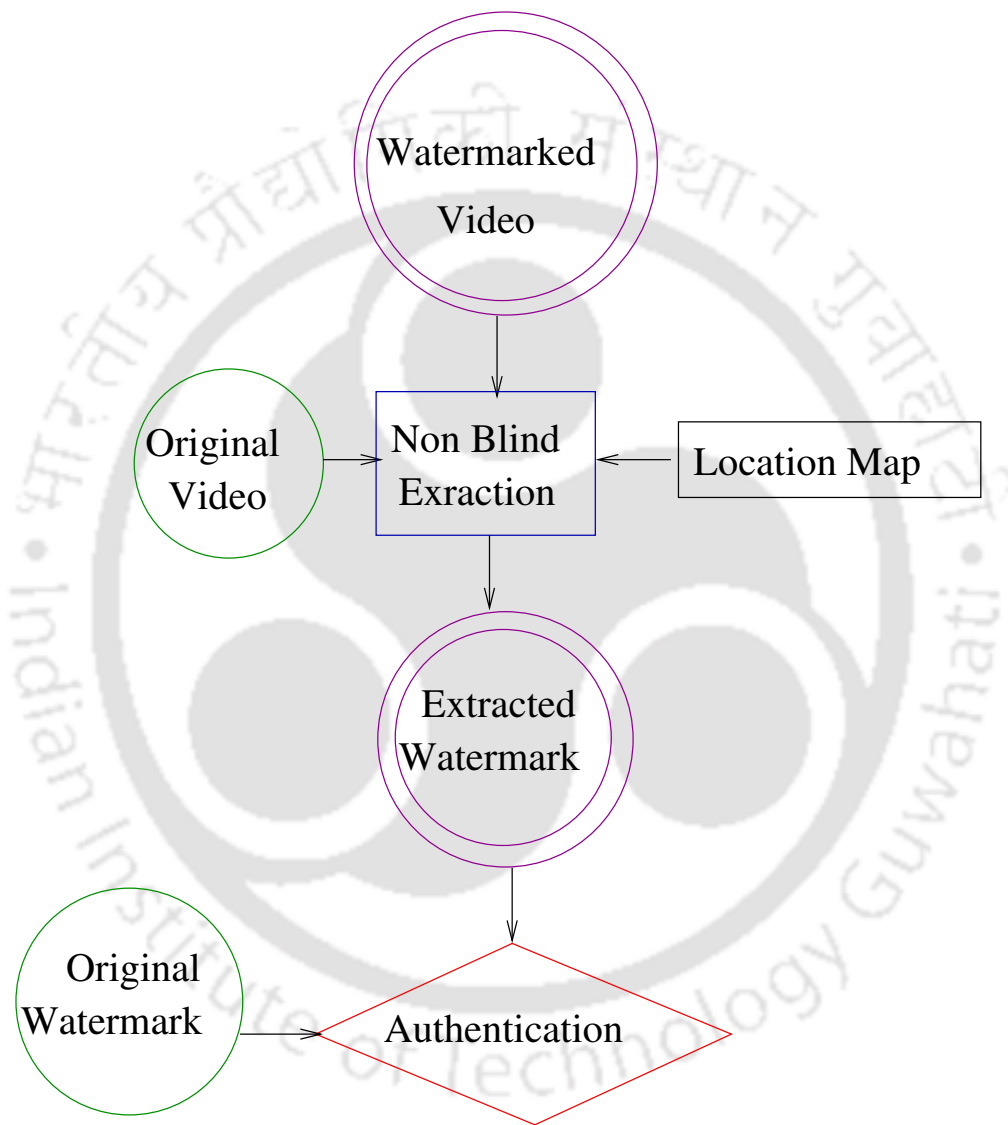 Watermarked
Video
Original
Video
Non Blind
Exraction
Location Map
Extracted
Watermark
Original
Watermark
Authentication
भारतीय प्रौद्योगिकी संस्थान गुवाहाटी
• Indian Institute of Technology Guwahati •